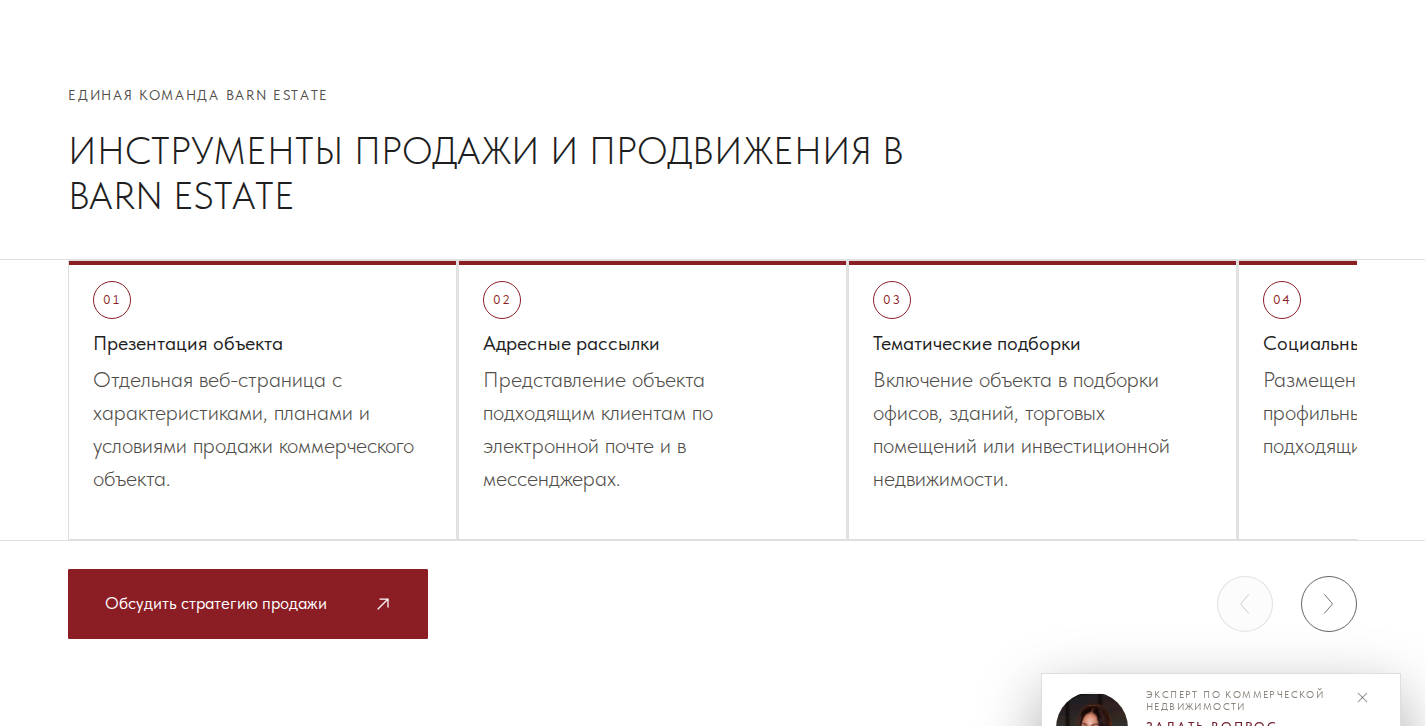 ЕДИНАЯ КОМАНДА BARN ESTATE
ИНСТРУМЕНТЫ ПРОДАЖИ И ПРОДВИЖЕНИЯ В
BARN ESTATE
01
Презентация объекта
Отдельная веб-страница с
характеристиками, планами и
условиями продажи коммерческого
объекта.
02
Адресные рассылки
Представление объекта
подходящим клиентам по
электронной почте и в
мессенджерах.
03
Тематические подборки
Включение объекта в подборки
офисов, зданий, торговых
помещений или инвестиционной
недвижимости.
04
Обсудить стратегию продажи
ЭКСПЕРТ ПО КОММЕРЧЕСКОЙ
НЕДВИЖИМОСТИ
ЗАДАТЬ ВОПРОС